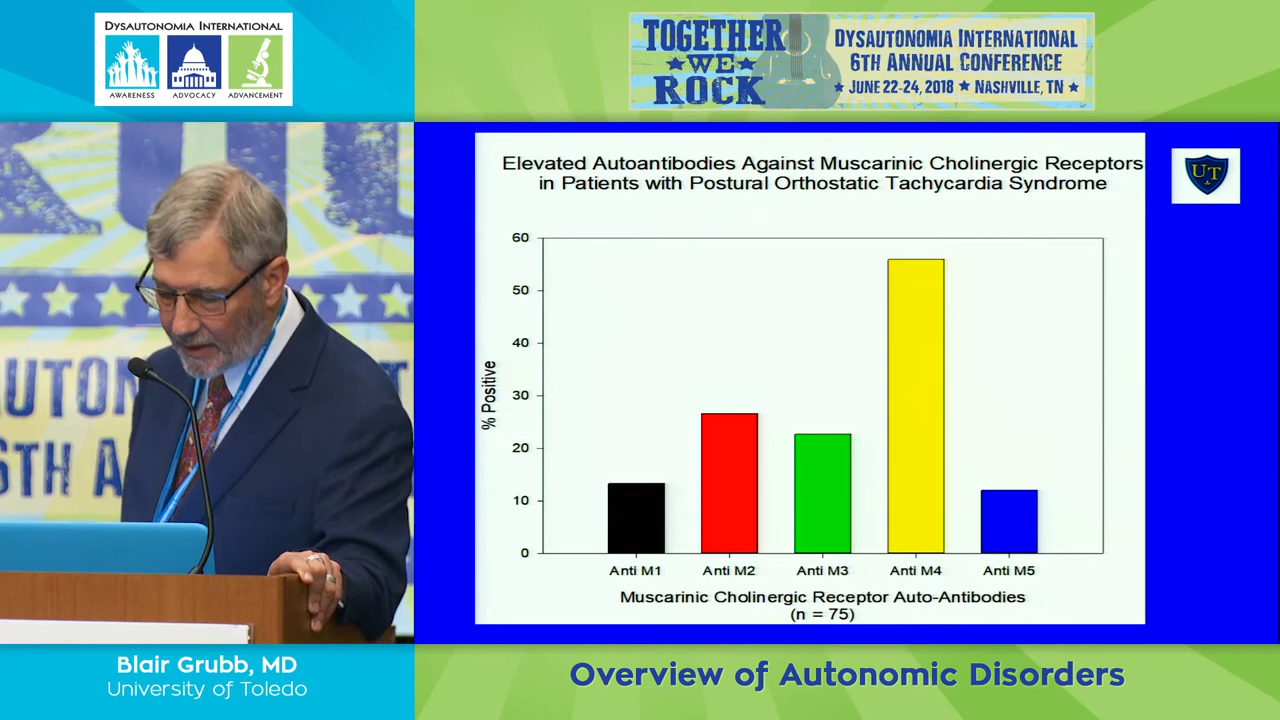 DYSAUTONOMIA INTERNATIONAL
AWARENESS
ADVOCACY
ADVANCEMENT
TOGETHER
WE
ROCK
DYSAUTONOMIA INTERNATIONAL
6TH ANNUAL CONFERENCE
JUNE 22-24, 2018 ★ NASHVILLE, TN
AUTON
6TH A
Elevated Autoantibodies Against Muscarinic Cholinergic Receptors
in Patients with Postural Orthostatic Tachycardia Syndrome
UT
60
50
40
30
20
10
0
% Positive
Anti M1
Anti M2
Anti M3
Anti M4
Anti M5
Muscarinic Cholinergic Receptor Auto-Antibodies
(n = 75)
Blair Grubb, MD
University of Toledo
Overview of Autonomic Disorders